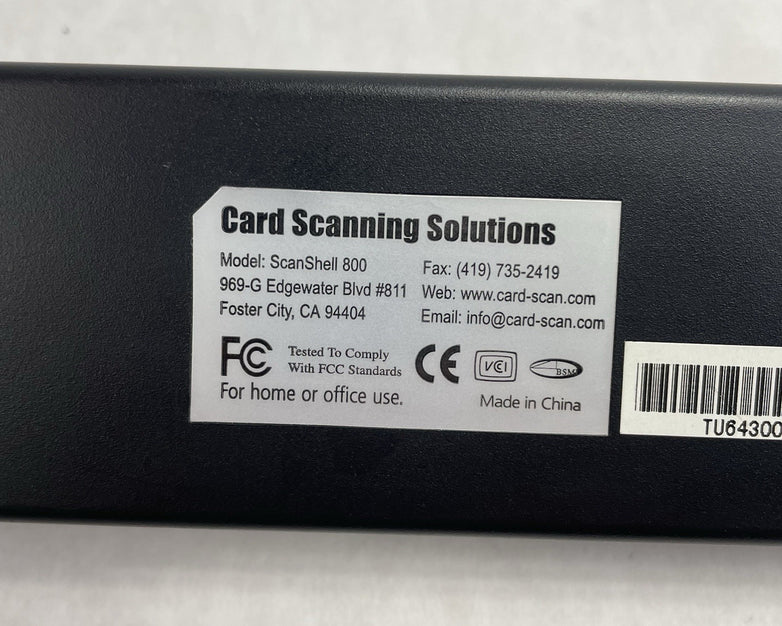 Card Scanning Solutions
Model: ScanShell 800
969-G Edgewater Blvd #811
Foster City, CA 94404
Fax: (419) 735-2419
Web: www.card-scan.com
Email: info@card-scan.com
FC Tested To Comply
With FCC Standards
CE VCI BSMI
For home or office use.
Made in China
TU64300